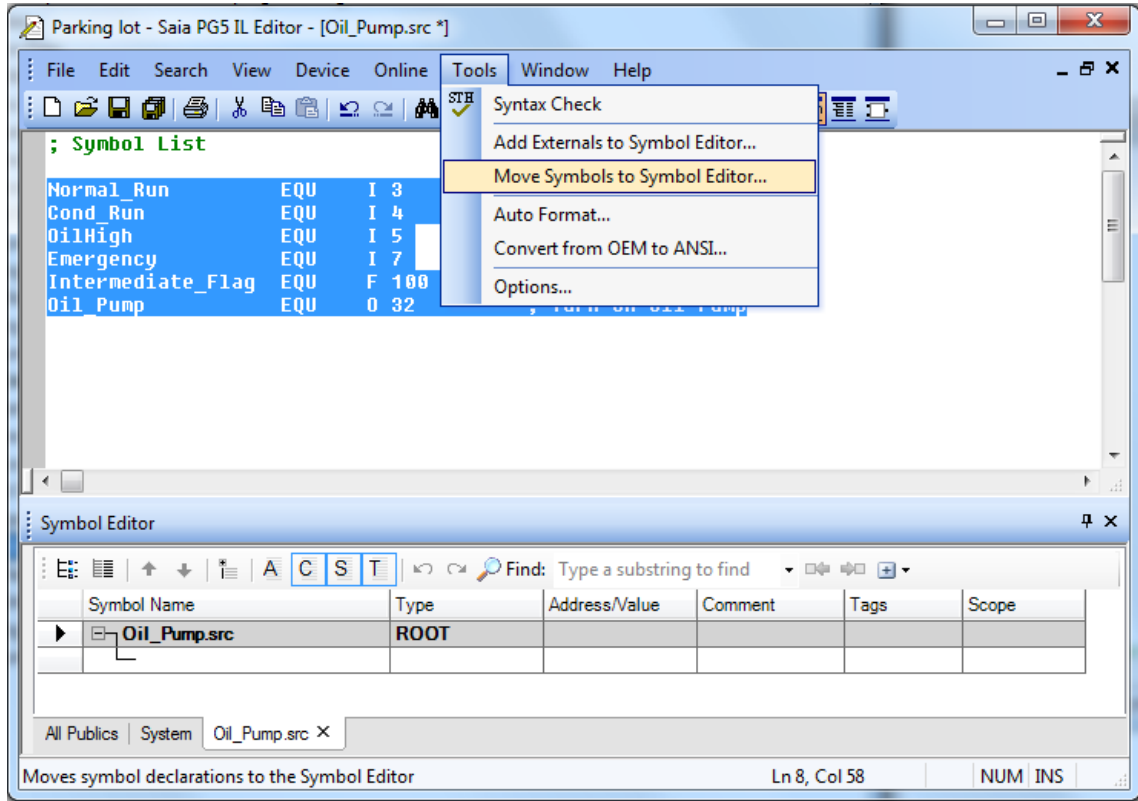 Parking lot - Saia PG5 IL Editor - [Oil_Pump.src *]
File Edit Search View Device Online Tools Window Help
STH Syntax Check
; Symbol List
Add Externals to Symbol Editor...
Move Symbols to Symbol Editor...
Normal_Run EQU I 3
Cond_Run EQU I 4
Auto Format...
OilHigh EQU I 5
Convert from OEM to ANSI...
Emergency EQU I 7
Intermediate_Flag EQU F 100
Options...
Oil_Pump EQU O 32
Symbol Editor
A C S T Find: Type a substring to find
Symbol Name Type Address/Value Comment Tags Scope
Oil_Pump.src ROOT
All Publics System Oil_Pump.src
Moves symbol declarations to the Symbol Editor Ln 8, Col 58 NUM INS